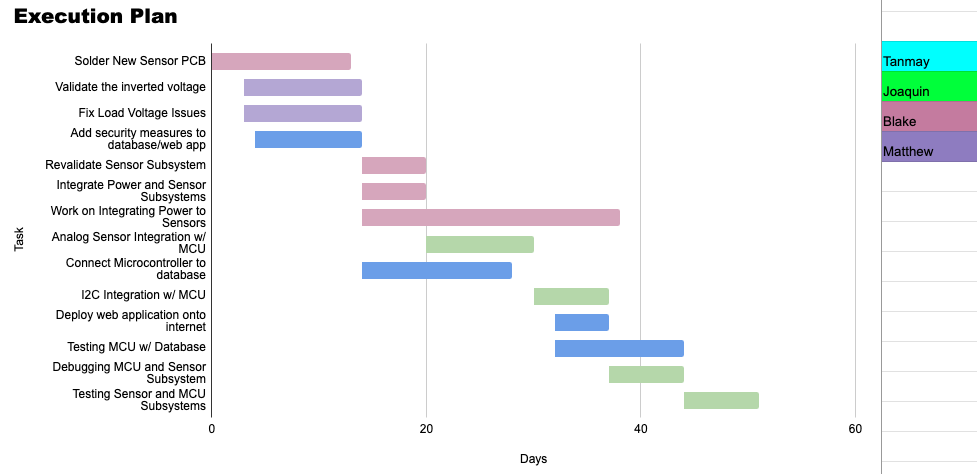 Execution Plan
Solder New Sensor PCB
Validate the inverted voltage
Fix Load Voltage Issues
Add security measures to
database/web app
Revalidate Sensor Subsystem
Integrate Power and Sensor
Subsystems
Work on Integrating Power to
Sensors
Analog Sensor Integration w/
MCU
Connect Microcontroller to
database
I2C Integration w/ MCU
Deploy web application onto
internet
Testing MCU w/ Database
Debugging MCU and Sensor
Subsystem
Testing Sensor and MCU
Subsystems
Task
0 20 40 60
Days
Tanmay
Joaquin
Blake
Matthew